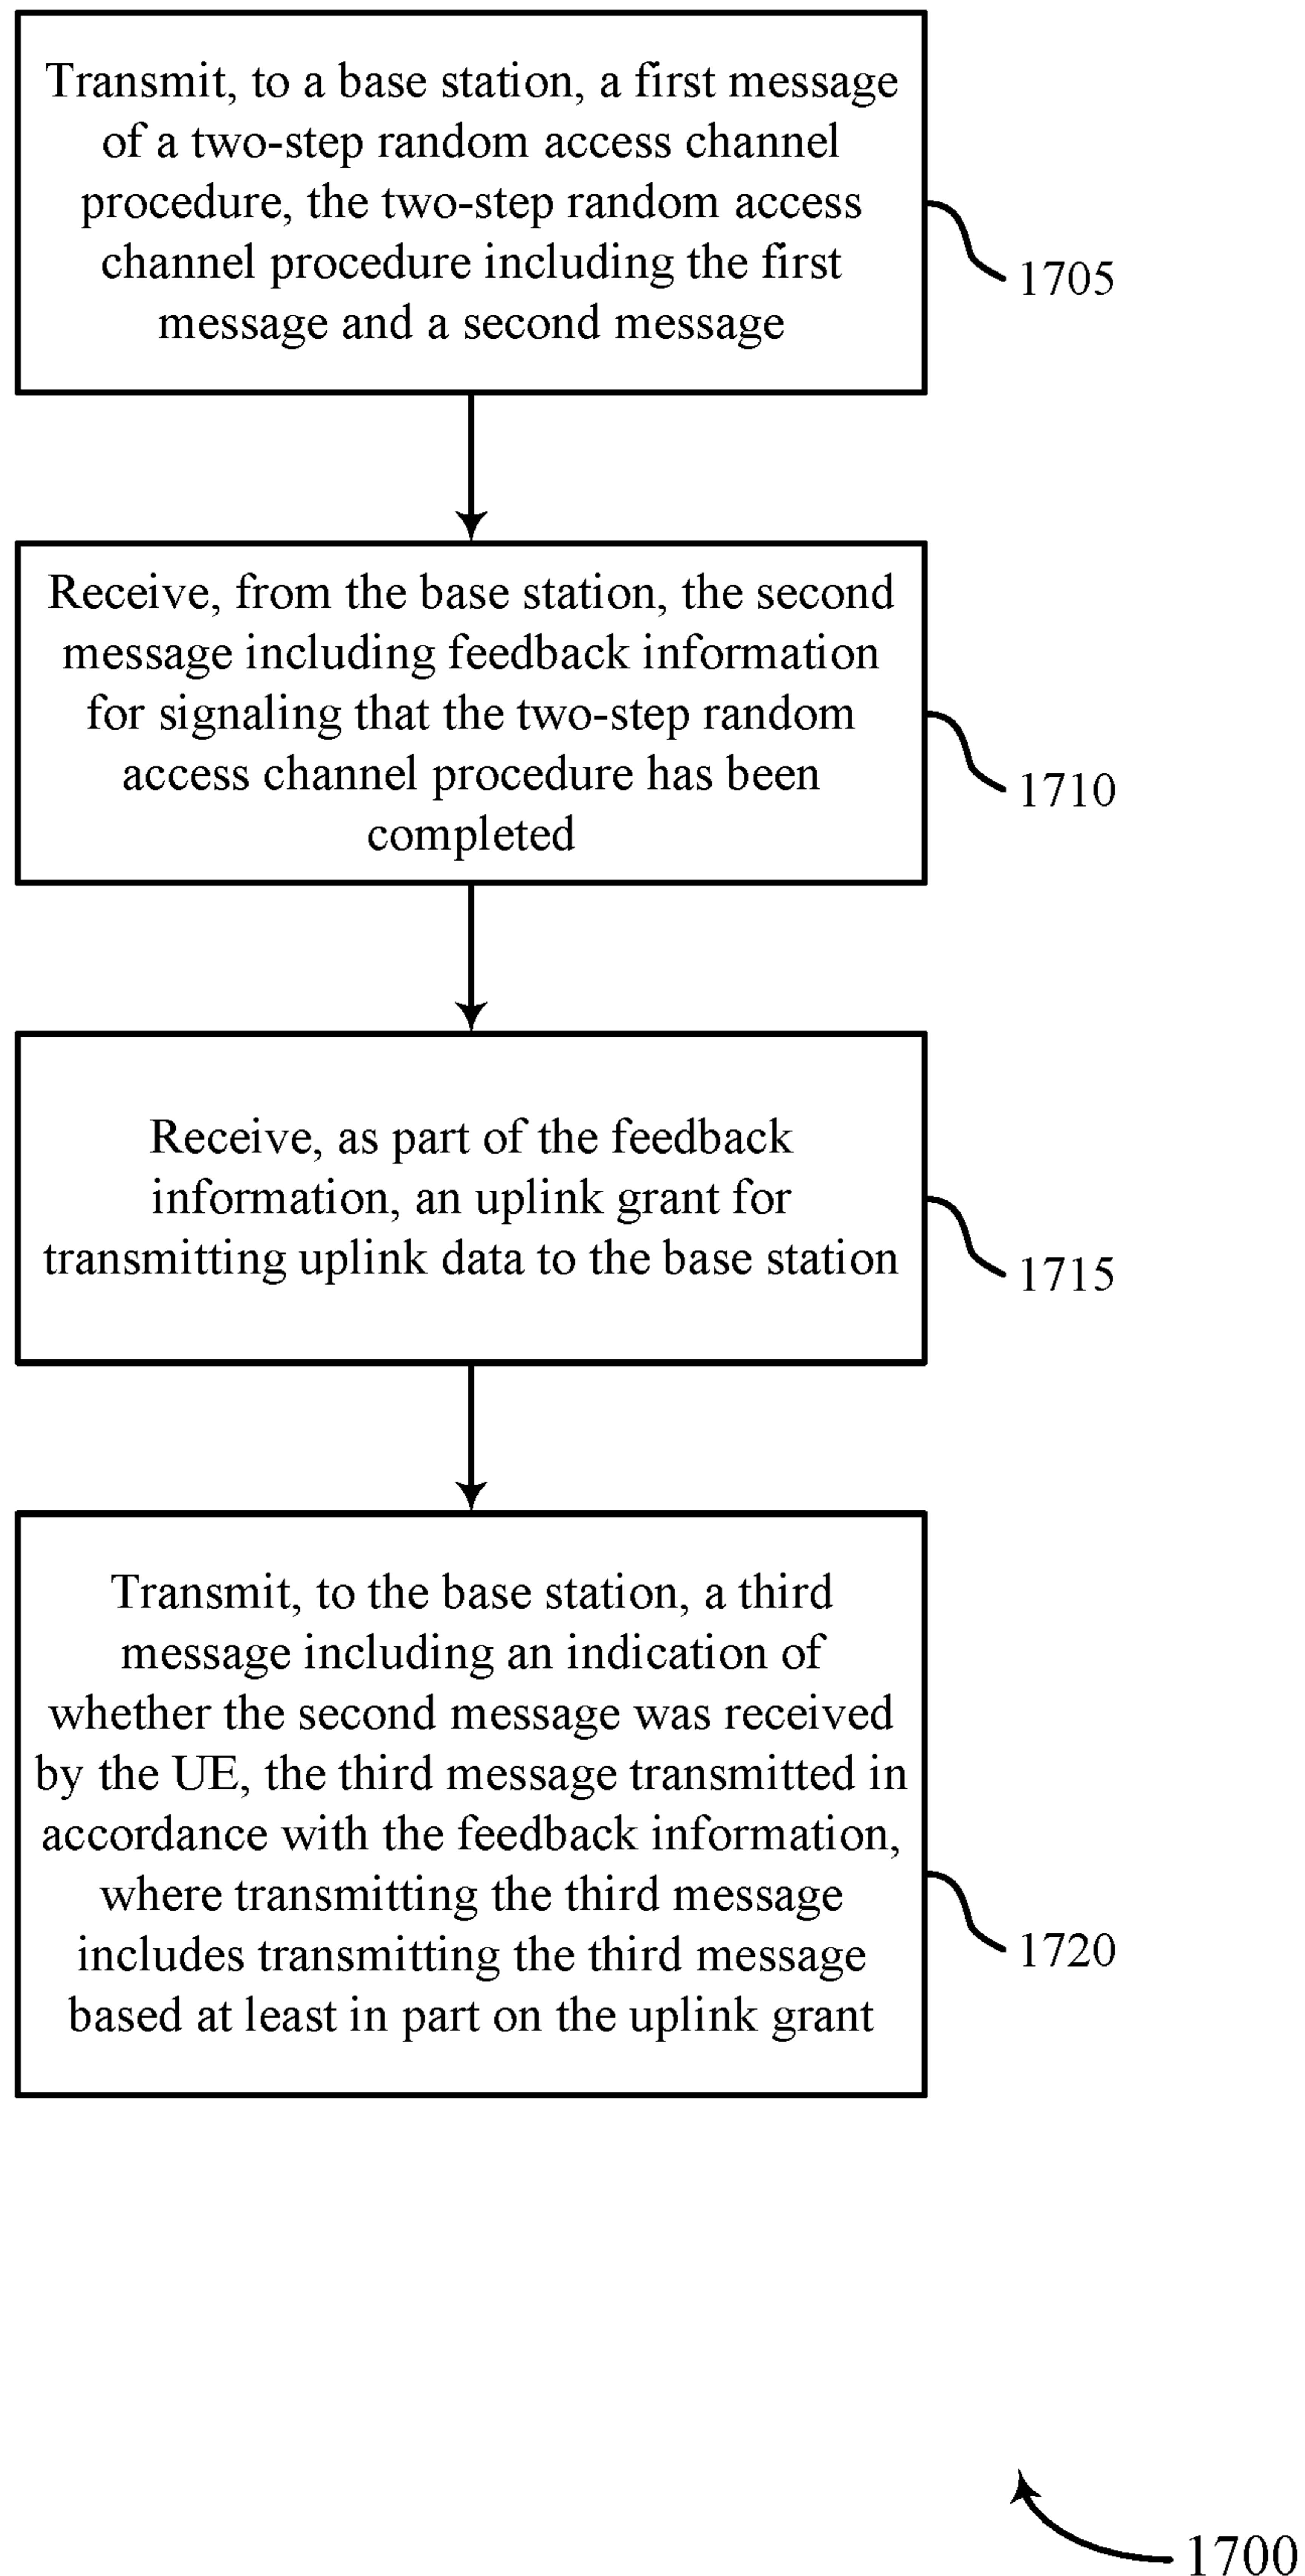 Transmit, to a base station, a first message
of a two-step random access channel
procedure, the two-step random access
channel procedure including the first
message and a second message
1705
Receive, from the base station, the second
message including feedback information
for signaling that the two-step random
access channel procedure has been
completed
1710
Receive, as part of the feedback
information, an uplink grant for
transmitting uplink data to the base station
1715
Transmit, to the base station, a third
message including an indication of
whether the second message was received
by the UE, the third message transmitted in
accordance with the feedback information,
where transmitting the third message
includes transmitting the third message
based at least in part on the uplink grant
1720
1700